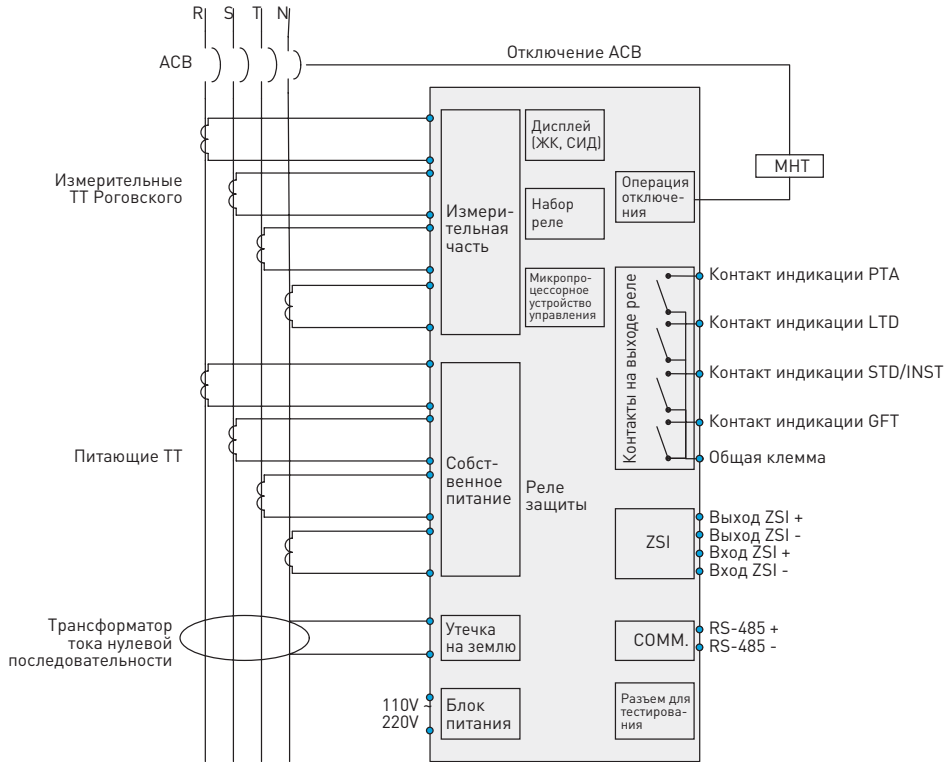 R S T N
ACB
Отключение ACB
МНТ
Измерительные
ТТ Роговского
Измери-
тельная
часть
Дисплей
(ЖК, СИД)
Набор
реле
Микропро-
цессорное
устройство
управления
Операция
отключе-
ния
Контакты на выходе реле
Контакт индикации PTA
Контакт индикации LTD
Контакт индикации STD/INST
Контакт индикации GFT
Общая клемма
Питающие ТТ
Собст-
венное
питание
Реле
защиты
ZSI
Выход ZSI +
Выход ZSI -
Вход ZSI +
Вход ZSI -
Трансформатор
тока нулевой
последовательности
Утечка
на землю
COMM.
RS-485 +
RS-485 -
110V ~
220V
Блок
питания
Разъем для
тестирова-
ния